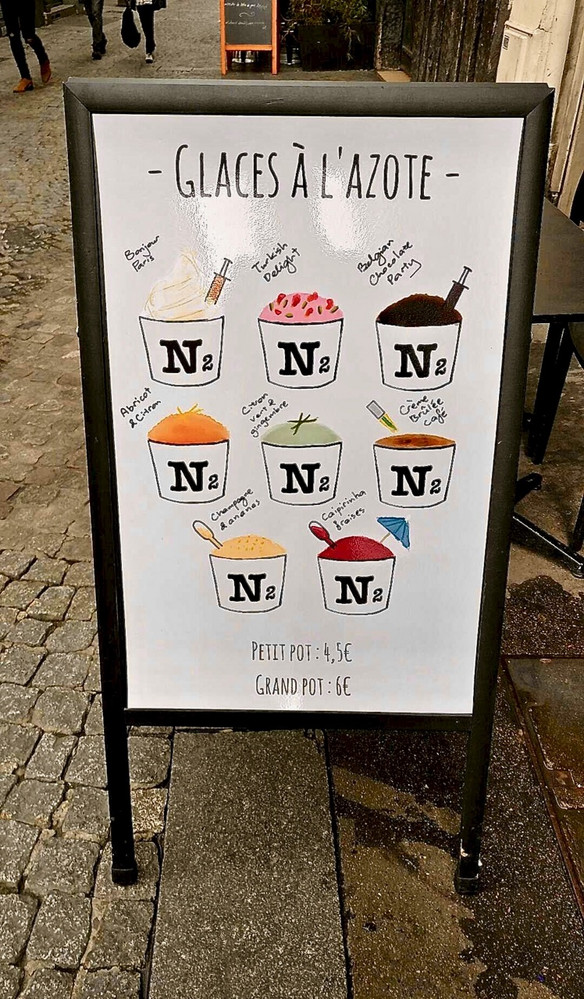 - GLACES À L'AZOTE -
Bonjour
Paris
Turkish
Delight
Belgian
Chocolate
Party
N2
N2
N2
Abricot
& Citron
Citron
vert &
gingembre
Crème
Brûlée
café
N2
N2
N2
Champagne
& ananas
Caïpirinha
fraises
N2
N2
PETIT POT : 4,5€
GRAND POT : 6€